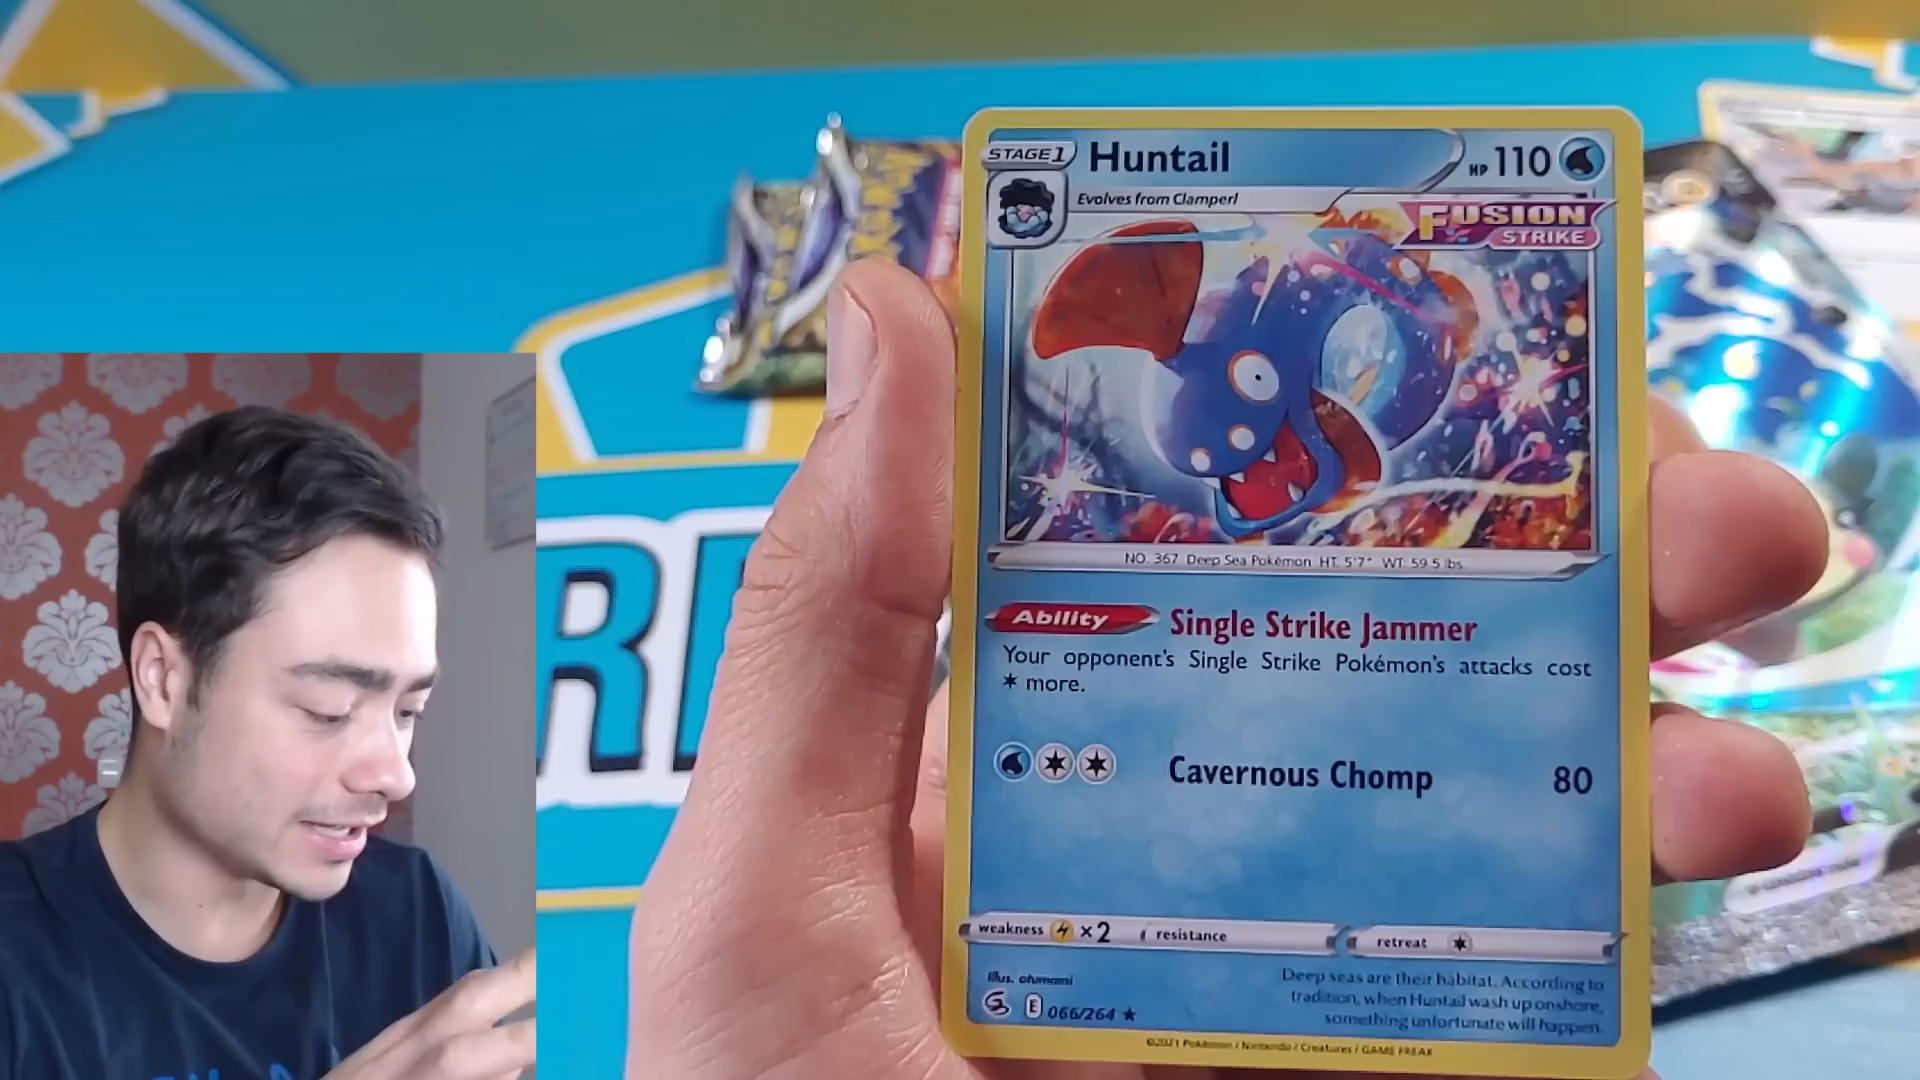 STAGE 1 Huntail HP 110
Evolves from Clamperl
FUSION
STRIKE
NO. 367 Deep Sea Pokémon HT. 5'7" WT. 59.5 lbs.
Ability Single Strike Jammer
Your opponent's Single Strike Pokémon's attacks cost
more.
Cavernous Chomp 80
weakness ×2 resistance retreat
Illus. otumami
Deep seas are their habitat. According to
tradition, when Huntail wash up onshore,
something unfortunate will happen.
E 066/264 ★
©2021 Pokémon / Nintendo / Creatures / GAME FREAK